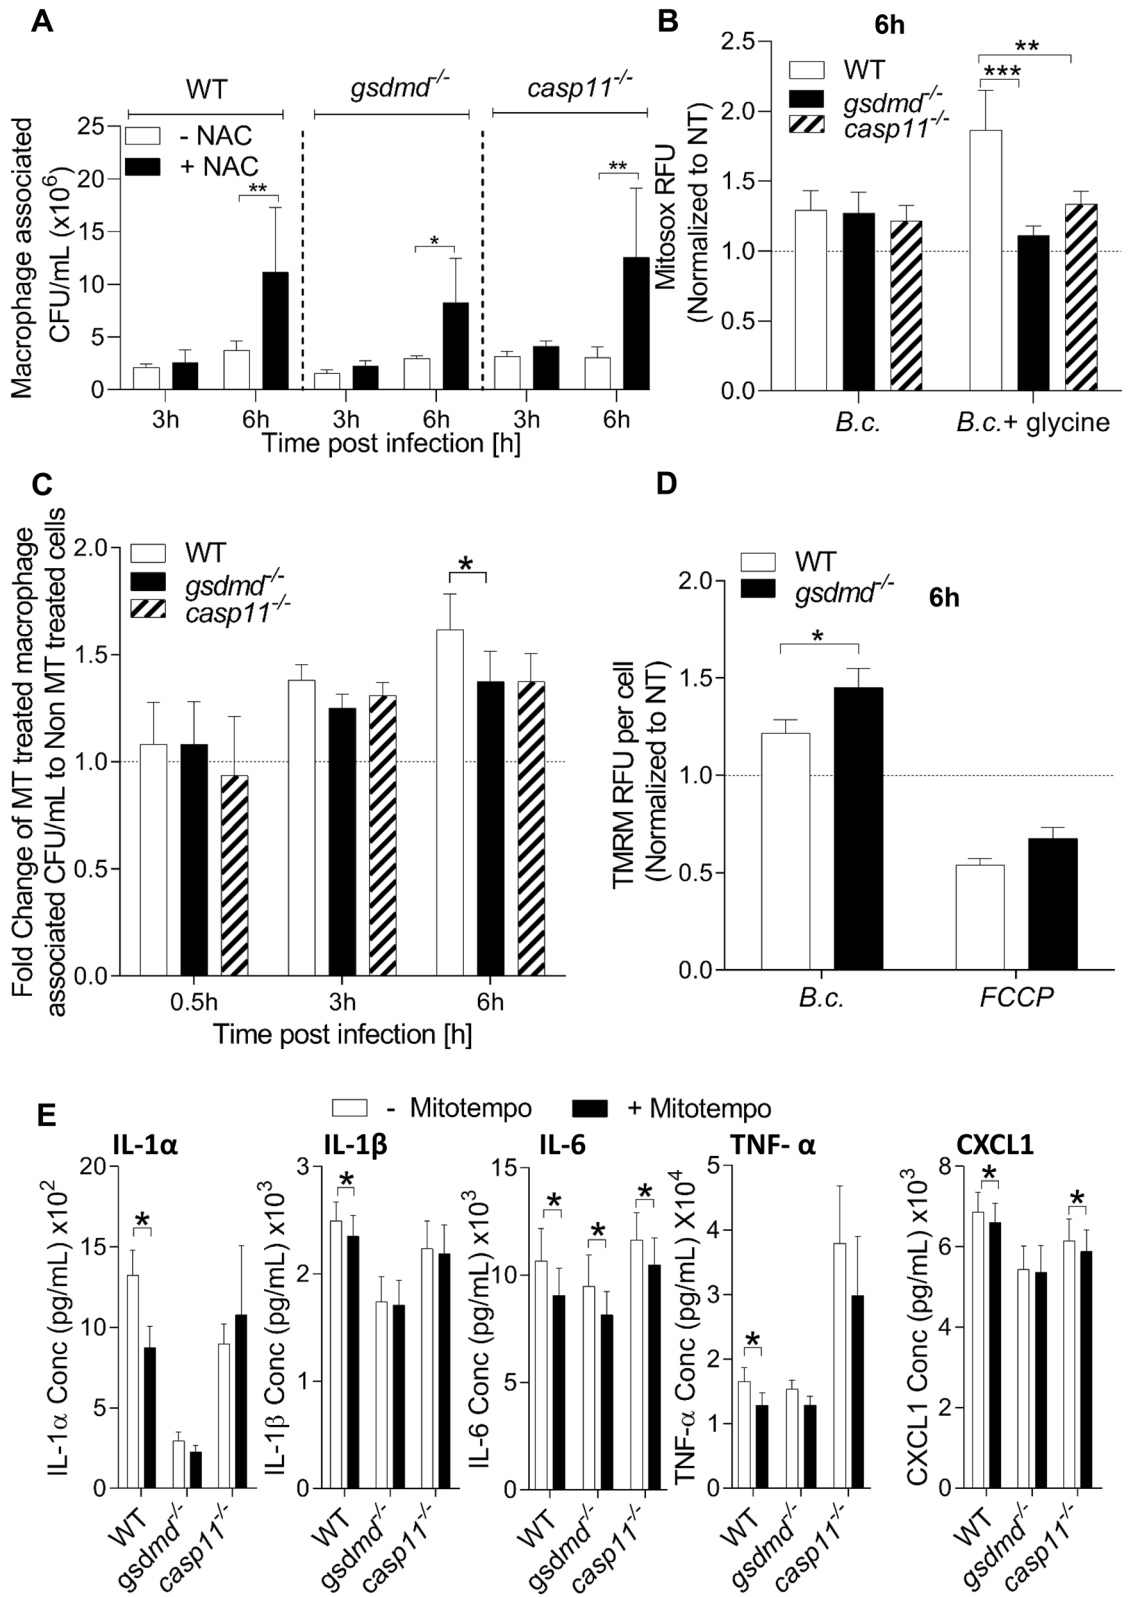 A
WT
gsdmd-/-
casp11-/-
- NAC
+ NAC
**
*
**
Macrophage associated
CFU/mL (x10⁶)
25
20
15
10
5
0
3h
6h
3h
6h
3h
6h
Time post infection [h]
B
6h
WT
gsdmd-/-
casp11-/-
**
***
Mitosox RFU
(Normalized to NT)
2.5
2.0
1.5
1.0
0.5
0.0
B.c.
B.c.+ glycine
C
WT
gsdmd-/-
casp11-/-
*
Fold Change of MT treated macrophage
associated CFU/mL to Non MT treated cells
2.0
1.5
1.0
0.5
0.0
0.5h
3h
6h
Time post infection [h]
D
WT
gsdmd-/-
6h
*
TMRM RFU per cell
(Normalized to NT)
2.0
1.5
1.0
0.5
0.0
B.c.
FCCP
E
- Mitotempo
+ Mitotempo
IL-1α
IL-1α Conc (pg/mL) x10²
20
15
10
5
0
*
WT
gsdmd-/-
casp11-/-
IL-1β
IL-1β Conc (pg/mL) x10³
3
2
1
0
*
WT
gsdmd-/-
casp11-/-
IL-6
IL-6 Conc (pg/mL) x10³
15
10
5
0
*
*
*
WT
gsdmd-/-
casp11-/-
TNF- α
TNF-α Conc (pg/mL) X10⁴
5
4
3
2
1
0
*
WT
gsdmd-/-
casp11-/-
CXCL1
CXCL1 Conc (pg/mL) x10³
8
6
4
2
0
*
*
WT
gsdmd-/-
casp11-/-